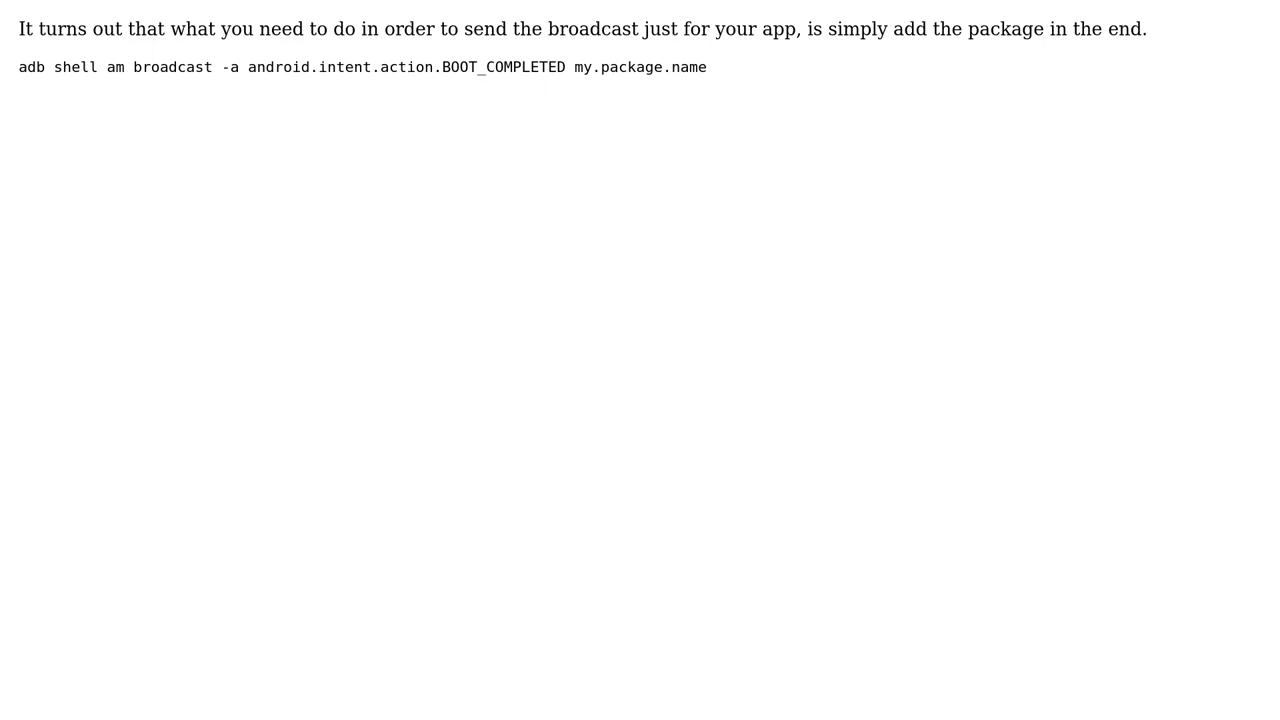 It turns out that what you need to do in order to send the broadcast just for your app, is simply add the package in the end.
adb shell am broadcast -a android.intent.action.BOOT_COMPLETED my.package.name